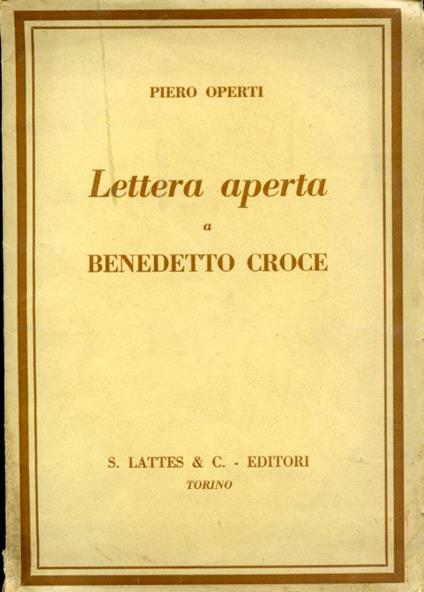 PIERO OPERTI
Lettera aperta
a
BENEDETTO CROCE
S. LATTES & C. - EDITORI
TORINO